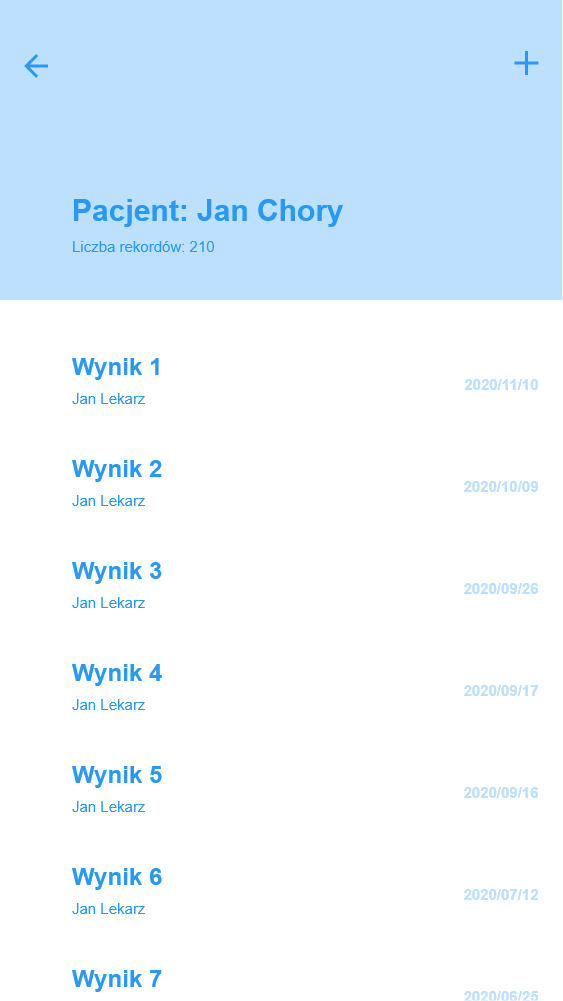 Pacjent: Jan Chory
Liczba rekordów: 210
Wynik 1
Jan Lekarz
2020/11/10
Wynik 2
Jan Lekarz
2020/10/09
Wynik 3
Jan Lekarz
2020/09/26
Wynik 4
Jan Lekarz
2020/09/17
Wynik 5
Jan Lekarz
2020/09/16
Wynik 6
Jan Lekarz
2020/07/12
Wynik 7
2020/06/25